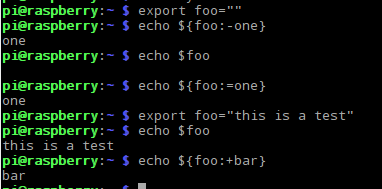 pi@raspberry:~ $ export foo=""
pi@raspberry:~ $ echo ${foo:-one}
one
pi@raspberry:~ $ echo $foo

pi@raspberry:~ $ echo ${foo:=one}
one
pi@raspberry:~ $ export foo="this is a test"
pi@raspberry:~ $ echo $foo
this is a test
pi@raspberry:~ $ echo ${foo:+bar}
bar
pi@raspberry:~ $